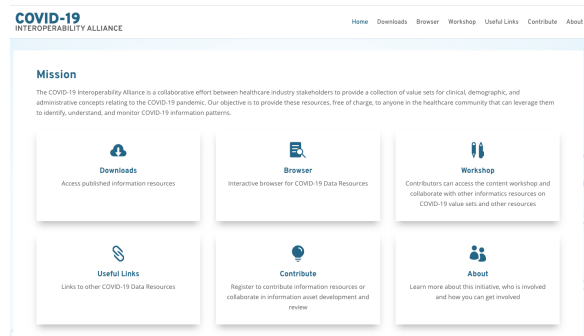 COVID-19
INTEROPERABILITY ALLIANCE
Home Downloads Browser Workshop Useful Links Contribute About
Mission
The COVID-19 Interoperability Alliance is a collaborative effort between healthcare industry stakeholders to provide a collection of value sets for clinical, demographic, and
administrative concepts relating to the COVID-19 pandemic. Our objective is to provide these resources, free of charge, to anyone in the healthcare community that can leverage them
to identify, understand, and monitor COVID-19 information patterns.
Downloads
Access published information resources
Browser
Interactive browser for COVID-19 Data Resources
Workshop
Contributors can access the content workshop and
collaborate with other informatics resources on
COVID-19 value sets and other resources
Useful Links
Links to other COVID-19 Data Resources
Contribute
Register to contribute information resources or
collaborate in information asset development and
review
About
Learn more about this initiative, who is involved
and how you can get involved